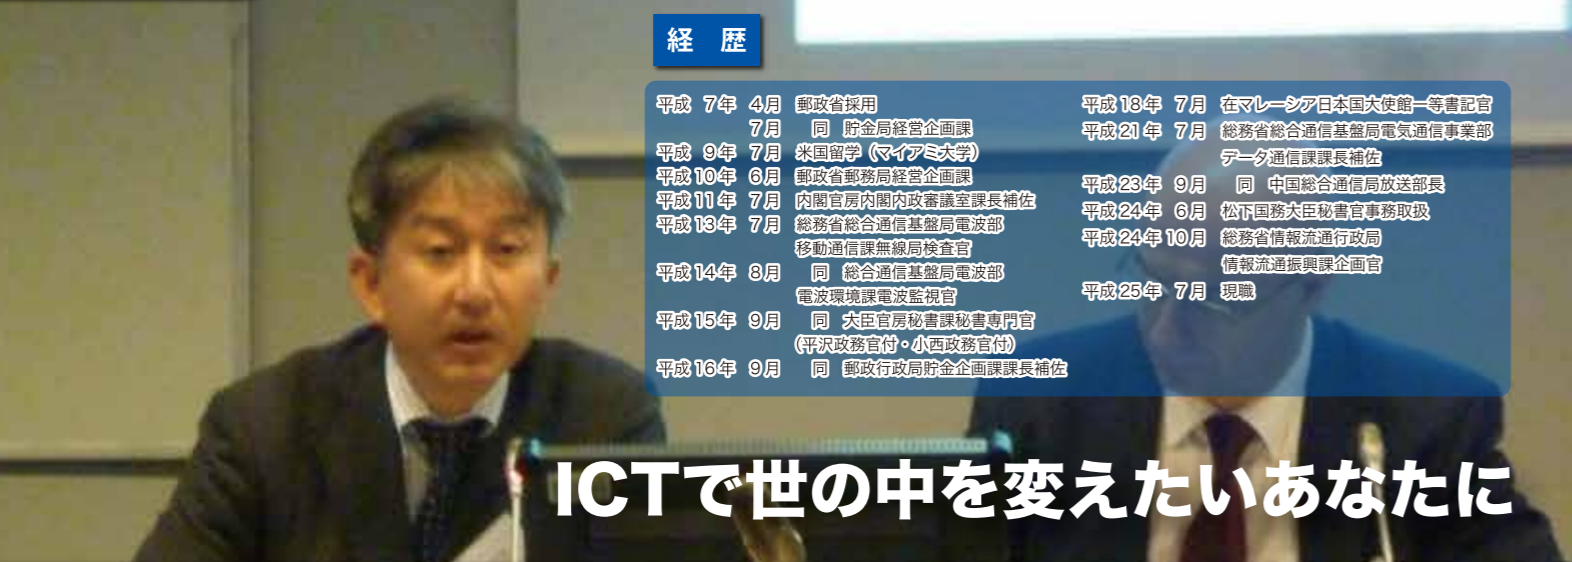 経 歴
平成 7年 4月 郵政省採用
7月 同 貯金局経営企画課
平成 9年 7月 米国留学（マイアミ大学）
平成10年 6月 郵政省郵務局経営企画課
平成11年 7月 内閣官房内閣内政審議室課長補佐
平成13年 7月 総務省総合通信基盤局電波部
移動通信課無線局検査官
平成14年 8月 同 総合通信基盤局電波部
電波環境課電波監視官
平成15年 9月 同 大臣官房秘書課秘書専門官
（平沢政務官付・小西政務官付）
平成16年 9月 同 郵政行政局貯金企画課課長補佐
平成18年 7月 在マレーシア日本国大使館一等書記官
平成21年 7月 総務省総合通信基盤局電気通信事業部
データ通信課課長補佐
平成23年 9月 同 中国総合通信局放送部長
平成24年 6月 松下国務大臣秘書官事務取扱
平成24年10月 総務省情報流通行政局
情報流通振興課企画官
平成25年 7月 現職
ICTで世の中を変えたいあなたに